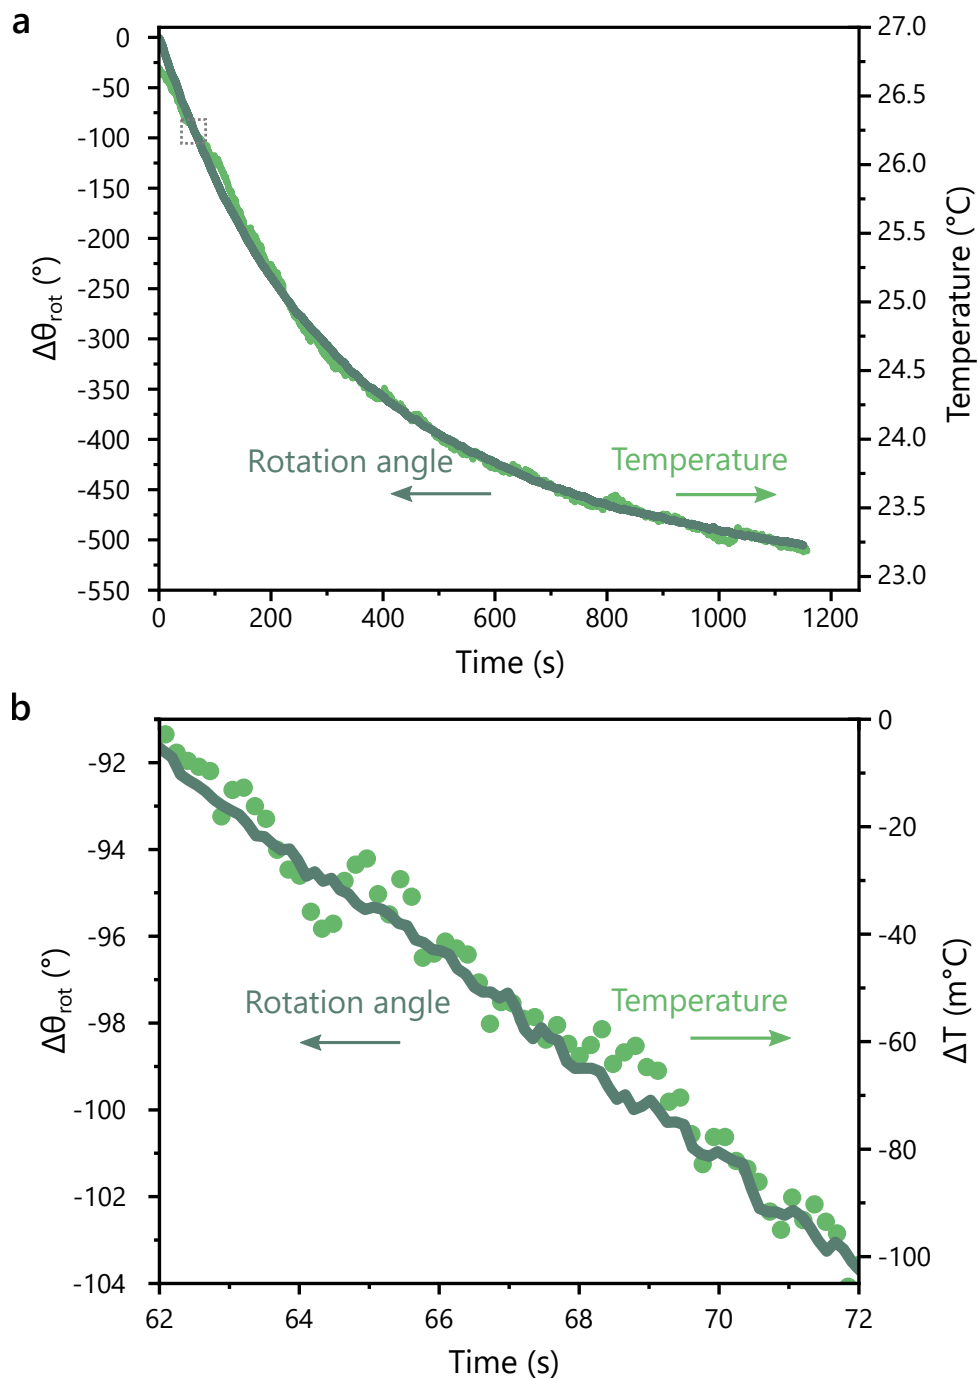 a
0
-50
-100
-150
-200
-250
-300
-350
-400
-450
-500
-550
Δθrot (°)
27.0
26.5
26.0
25.5
25.0
24.5
24.0
23.5
23.0
Temperature (°C)
Rotation angle
Temperature
0 200 400 600 800 1000 1200
Time (s)
b
-92
-94
-96
-98
-100
-102
-104
Δθrot (°)
0
-20
-40
-60
-80
-100
ΔT (m°C)
Rotation angle
Temperature
62 64 66 68 70 72
Time (s)